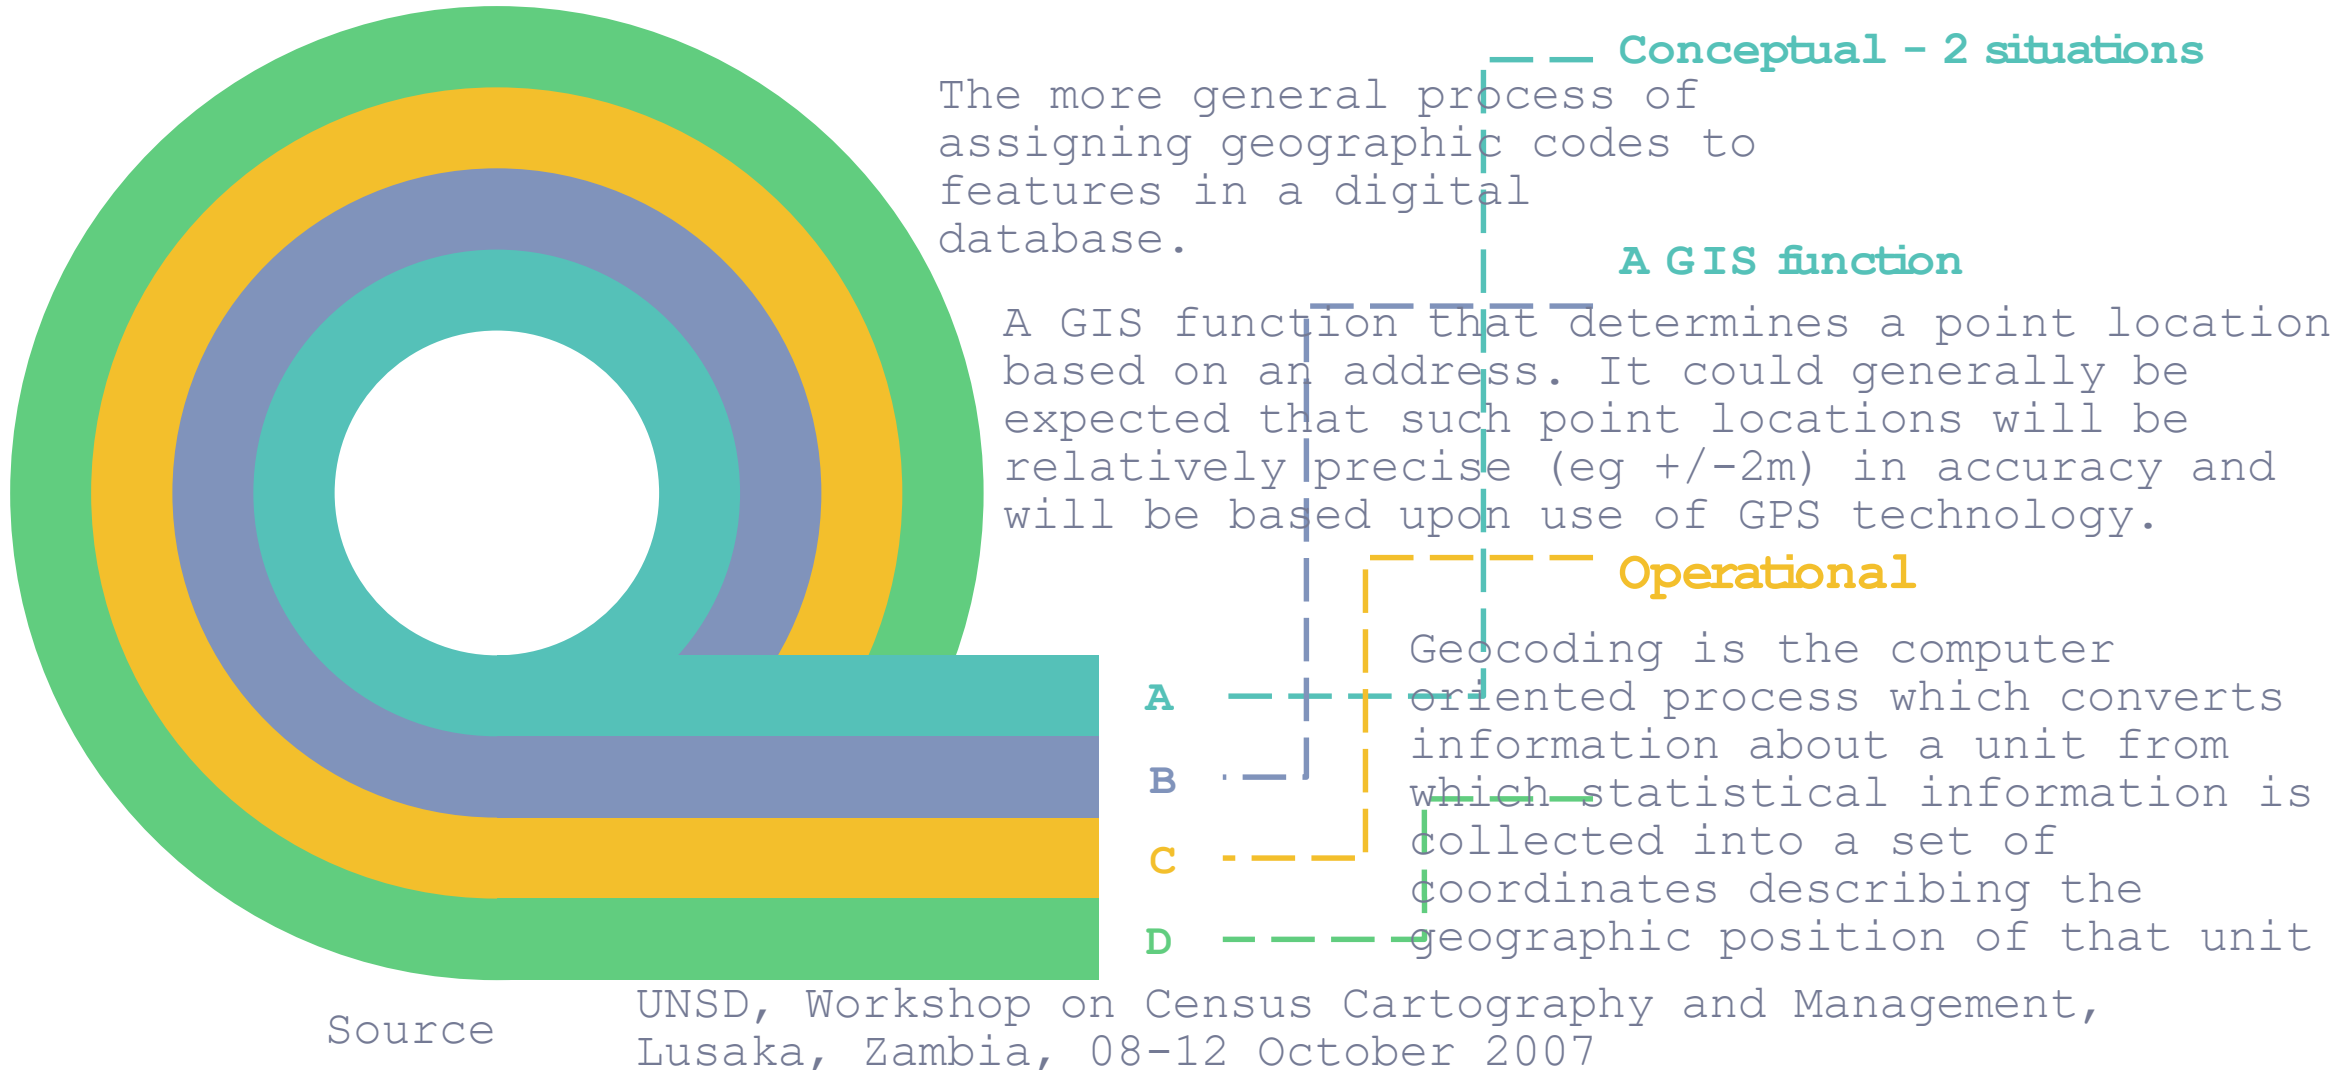 Conceptual - 2 situations
The more general process of
assigning geographic codes to
features in a digital
database.
A GIS function
A GIS function that determines a point location
based on an address. It could generally be
expected that such point locations will be
relatively precise (eg +/-2m) in accuracy and
will be based upon use of GPS technology.
Operational
Geocoding is the computer
oriented process which converts
information about a unit from
which statistical information is
collected into a set of
coordinates describing the
geographic position of that unit
A
B
C
D
Source
UNSD, Workshop on Census Cartography and Management,
Lusaka, Zambia, 08-12 October 2007